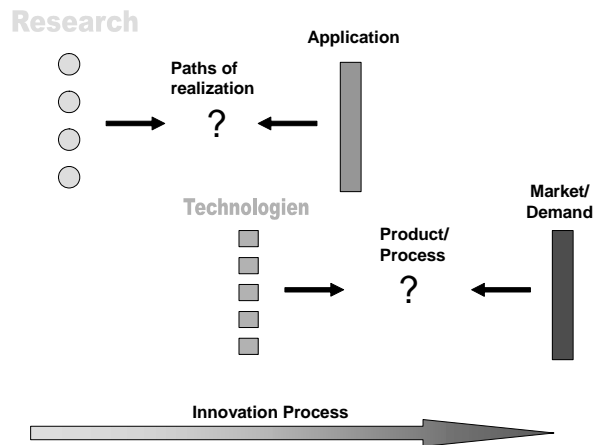 Research
Application
Paths of
realization
?
Technologien
Market/
Demand
Product/
Process
?
Innovation Process